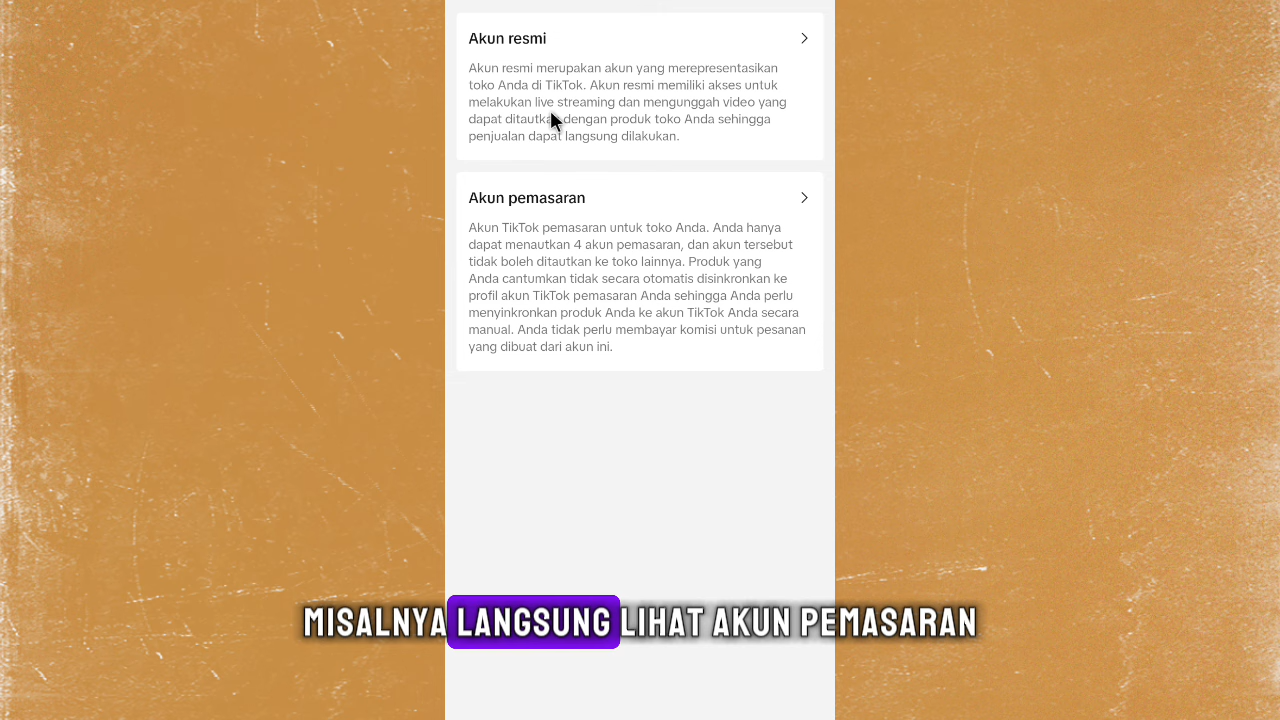 Akun resmi
Akun resmi merupakan akun yang merepresentasikan
toko Anda di TikTok. Akun resmi memiliki akses untuk
melakukan live streaming dan mengunggah video yang
dapat ditautkan dengan produk toko Anda sehingga
penjualan dapat langsung dilakukan.
Akun pemasaran
Akun TikTok pemasaran untuk toko Anda. Anda hanya
dapat menautkan 4 akun pemasaran, dan akun tersebut
tidak boleh ditautkan ke toko lainnya. Produk yang
Anda cantumkan tidak secara otomatis disinkronkan ke
profil akun TikTok pemasaran Anda sehingga Anda perlu
menyinkronkan produk Anda ke akun TikTok Anda secara
manual. Anda tidak perlu membayar komisi untuk pesanan
yang dibuat dari akun ini.
MISALNYA LANGSUNG LIHAT AKUN PEMASARAN